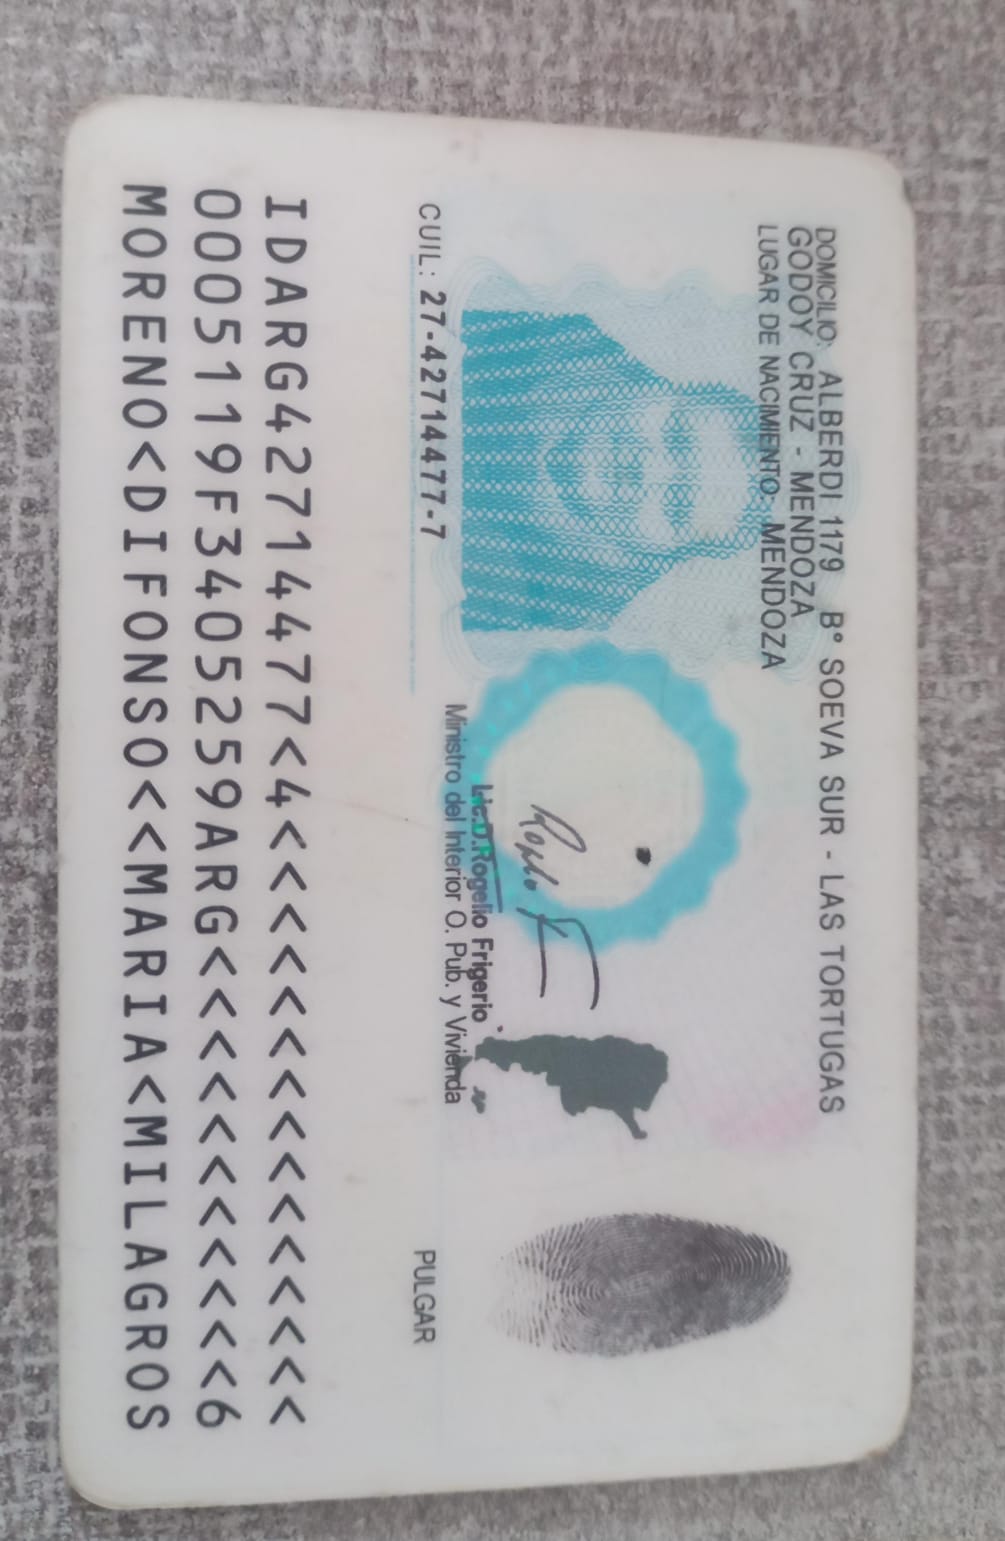 DOMICILIO: ALBERDI 1179 B° SOEVA SUR - LAS TORTUGAS
GODOY CRUZ - MENDOZA
LUGAR DE NACIMIENTO: MENDOZA
Lic.D.Rogelio Frigerio
Ministro del Interior O. Pub. y Vivienda
CUIL: 27-42714477-7
PULGAR
IDARG42714477<4<<<<<<<<<<<<<<<
0005119F3405259ARG<<<<<<<<<<<6
MORENO<DIFONSO<<MARIA<MILAGROS